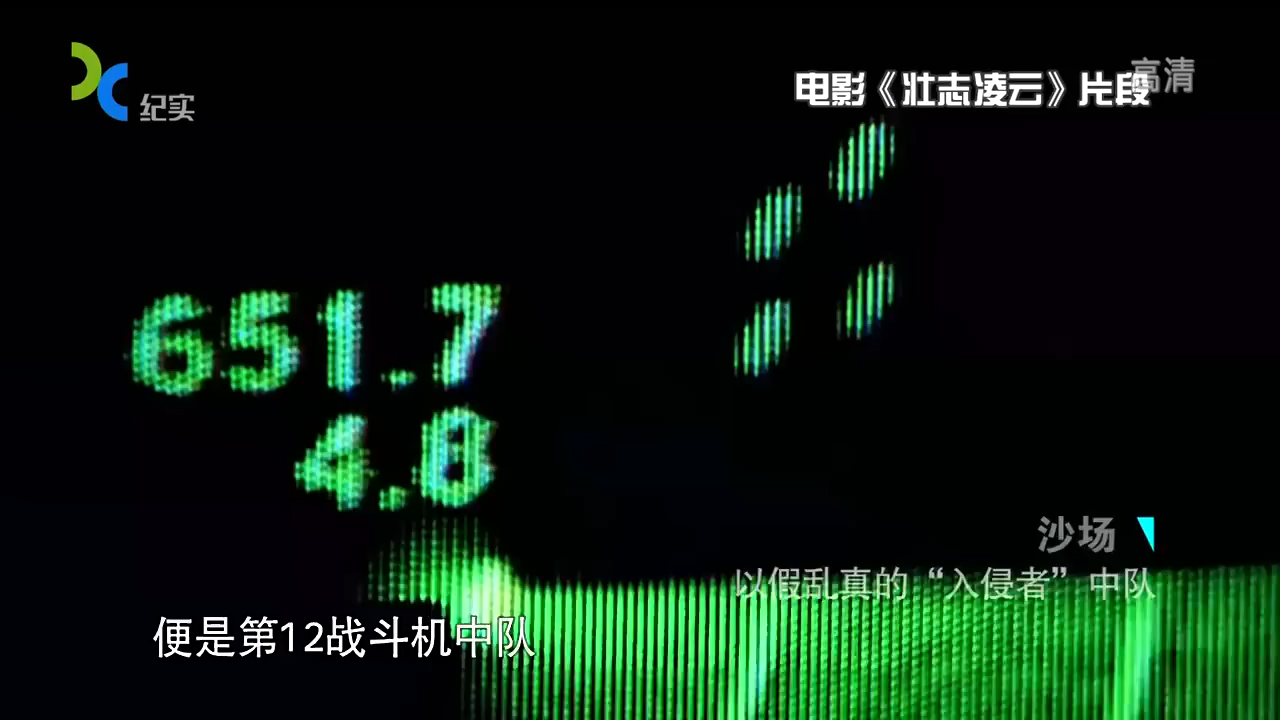 纪实
高清
电影《壮志凌云》片段
651.7
4.8
沙场
以假乱真的“入侵者”中队
便是第12战斗机中队